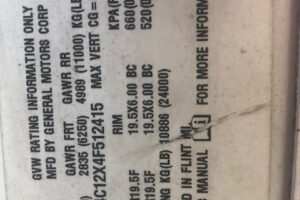 GVW RATING INFORMATION ONLY
MFD BY GENERAL MOTORS CORP
GAWR FRT GAWR RR
2835 (6250) 4989 (11000) KG(L
C12X4F512415 MAX VERT CG=
RIM KPA(P
19.5X6.00 BC 660(
19.5X6.00 BC 520(
KG(LB) 10886 (24000)
D IN FLINT MI.
MANUAL FOR MORE INFORM